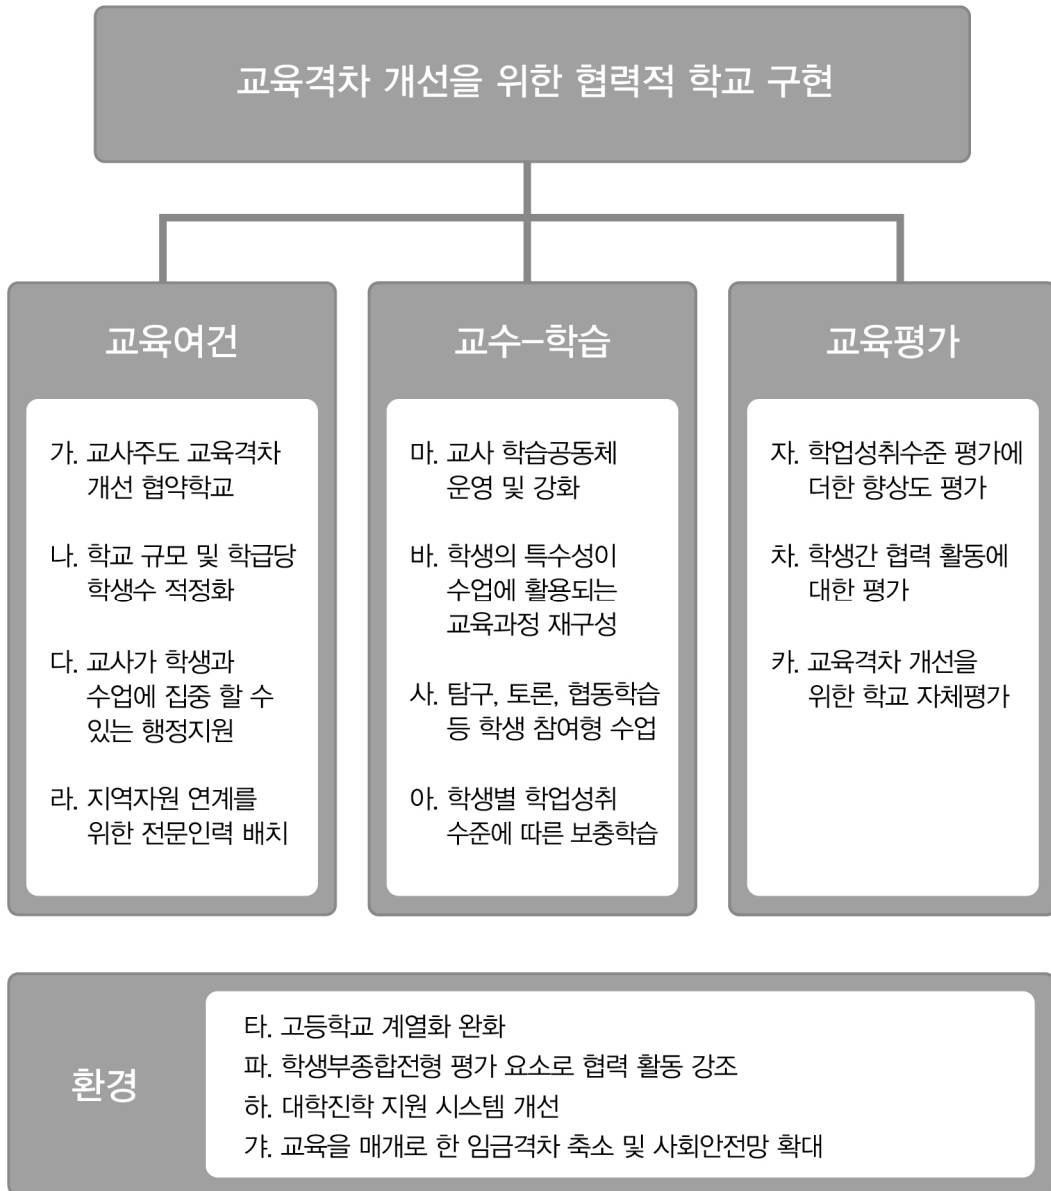 교육격차 개선을 위한 협력적 학교 구현
교육여건
가. 교사주도 교육격차
개선 협약학교
나. 학교 규모 및 학급당
학생수 적정화
다. 교사가 학생과
수업에 집중 할 수
있는 행정지원
라. 지역자원 연계를
위한 전문인력 배치
교수–학습
마. 교사 학습공동체
운영 및 강화
바. 학생의 특수성이
수업에 활용되는
교육과정 재구성
사. 탐구, 토론, 협동학습
등 학생 참여형 수업
아. 학생별 학업성취
수준에 따른 보충학습
교육평가
자. 학업성취수준 평가에
더한 향상도 평가
차. 학생간 협력 활동에
대한 평가
카. 교육격차 개선을
위한 학교 자체평가
환경
타. 고등학교 계열화 완화
파. 학생부종합전형 평가 요소로 협력 활동 강조
하. 대학진학 지원 시스템 개선
갸. 교육을 매개로 한 임금격차 축소 및 사회안전망 확대